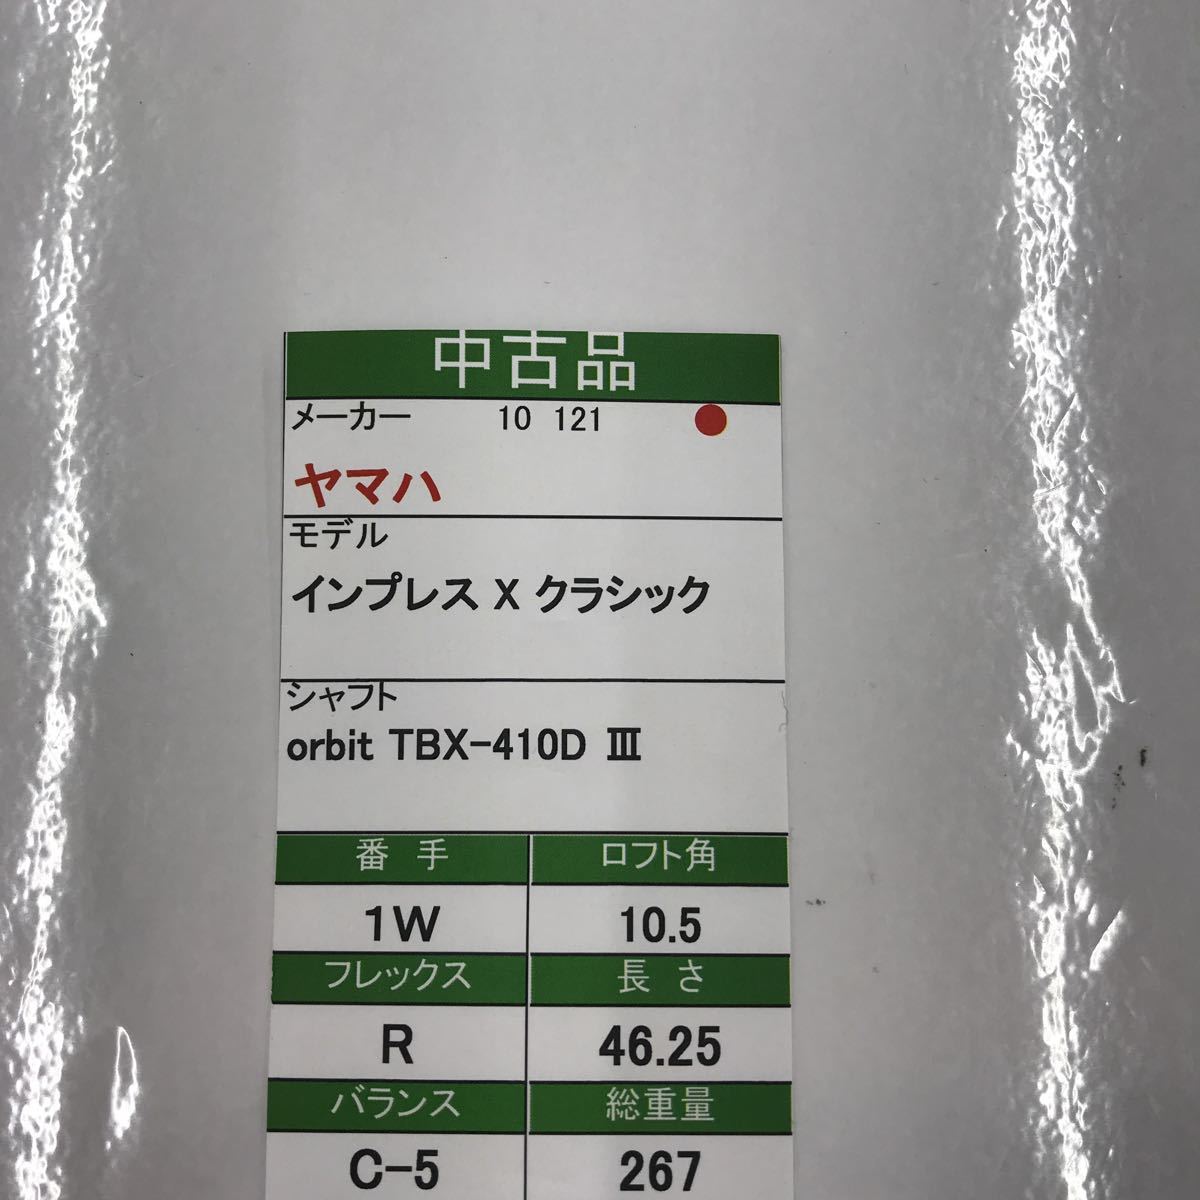 中古品
メーカー 10 121
ヤマハ
モデル
インプレス X クラシック
シャフト
orbit TBX-410D Ⅲ
番手 ロフト角
1W 10.5
フレックス 長さ
R 46.25
バランス 総重量
C-5 267